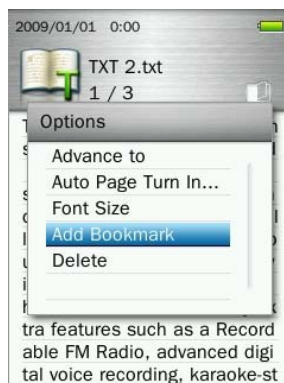 2009/01/01 0:00
TXT 2.txt
1 / 3
Options
Advance to
Auto Page Turn In...
Font Size
Add Bookmark
Delete
tra features such as a Record
able FM Radio, advanced digi
tal voice recording, karaoke-st